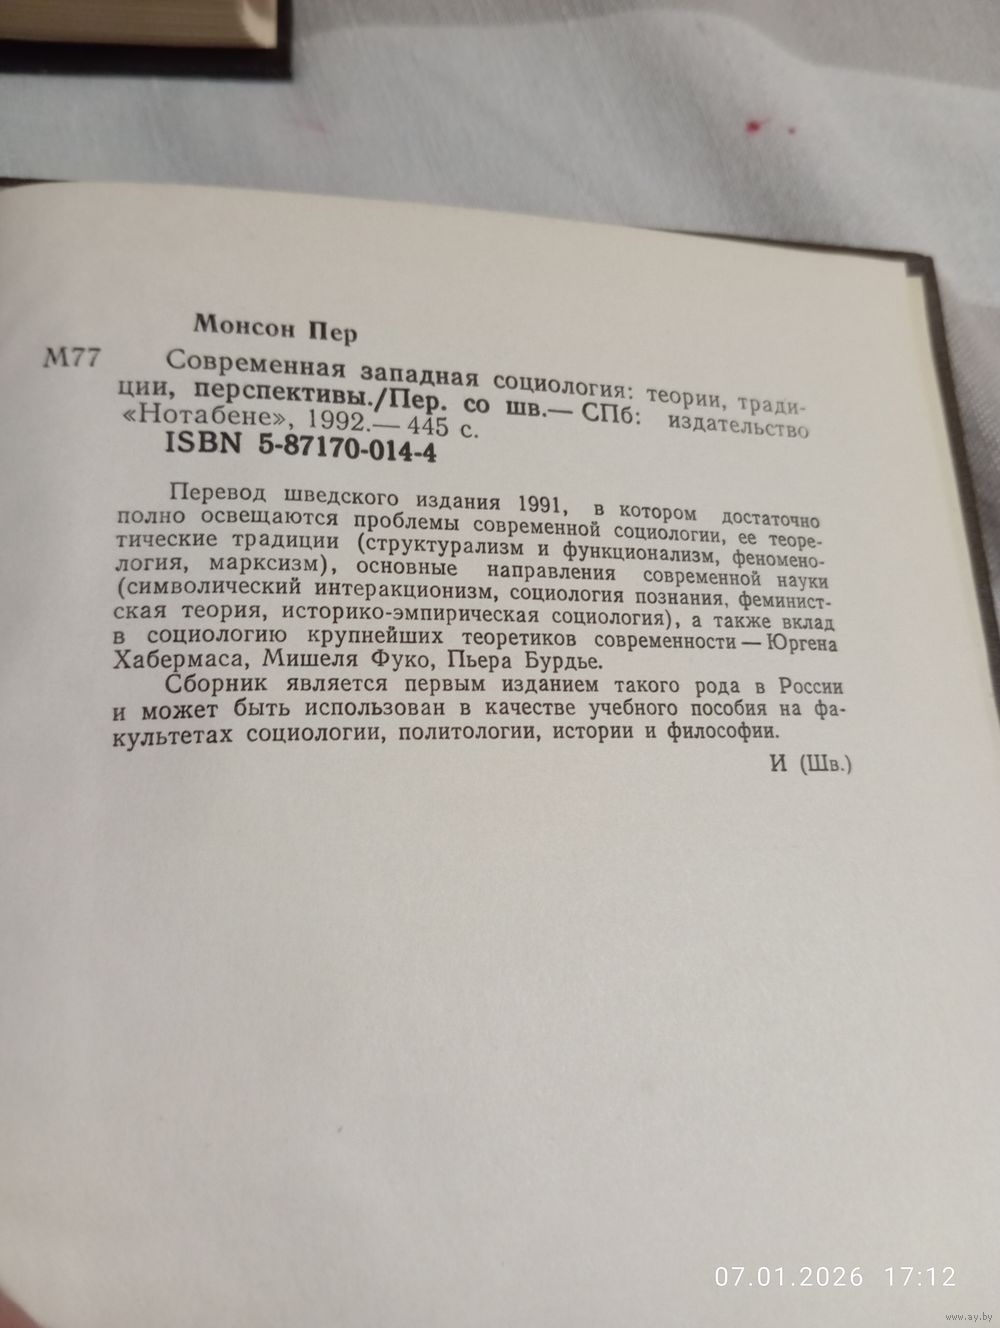 Монсон Пер
М77 Современная западная социология: теории, тради-
ции, перспективы./Пер. со шв.— СПб: издательство
«Нотабене», 1992.— 445 с.
ISBN 5-87170-014-4
Перевод шведского издания 1991, в котором достаточно
полно освещаются проблемы современной социологии, ее теоре-
тические традиции (структурализм и функционализм, феномено-
логия, марксизм), основные направления современной науки
(символический интеракционизм, социология познания, феминист-
ская теория, историко-эмпирическая социология), а также вклад
в социологию крупнейших теоретиков современности — Юргена
Хабермаса, Мишеля Фуко, Пьера Бурдье.
Сборник является первым изданием такого рода в России
и может быть использован в качестве учебного пособия на фа-
культетах социологии, политологии, истории и философии.
И (Шв.)
07.01.2026 17:12
www.ay.by